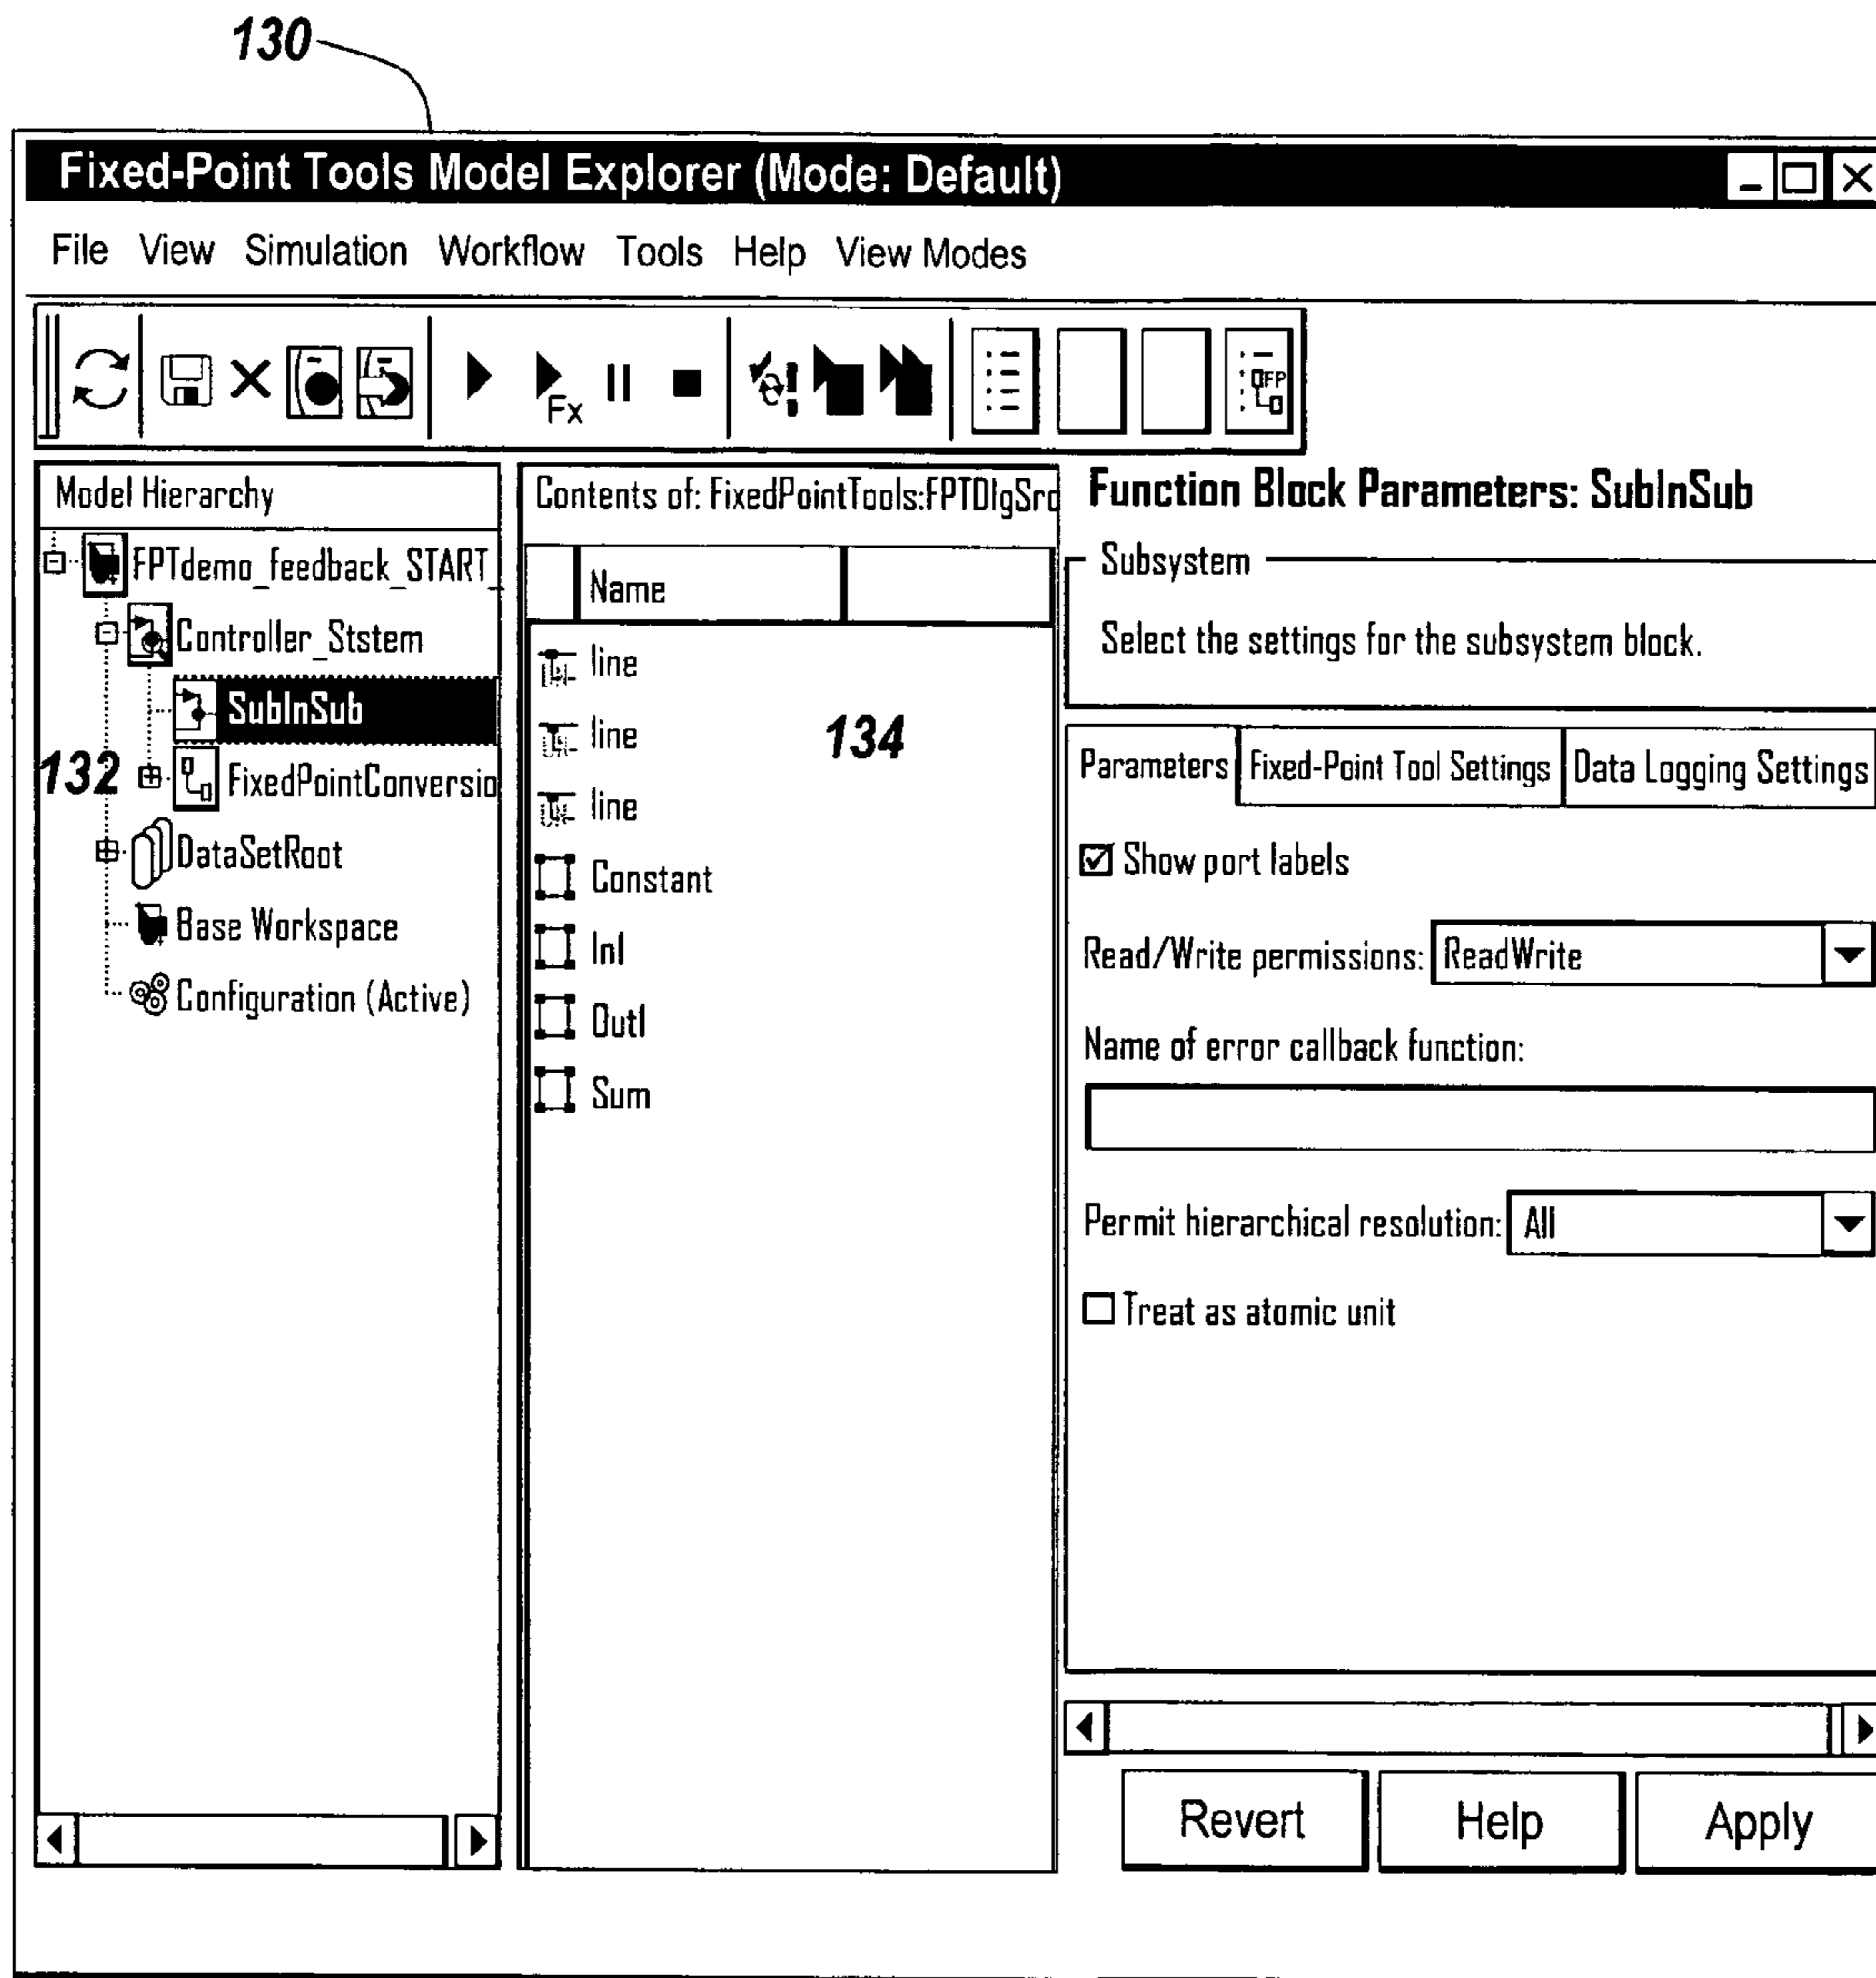 130
Fixed-Point Tools Model Explorer (Mode: Default)
File View Simulation Workflow Tools Help View Modes
Fx
FP
Model Hierarchy
FPTdemo_feedback_START_
Controller_Ststem
SubInSub
132
FixedPointConversio
DataSetRoot
Base Workspace
Configuration (Active)
Contents of: FixedPointTools:FPTDlgSrc
Name
line
line
134
line
Constant
In1
Out1
Sum
Function Block Parameters: SubInSub
Subsystem
Select the settings for the subsystem block.
Parameters Fixed-Point Tool Settings Data Logging Settings
Show port labels
Read/Write permissions: ReadWrite
Name of error callback function:
Permit hierarchical resolution: All
Treat as atomic unit
Revert Help Apply